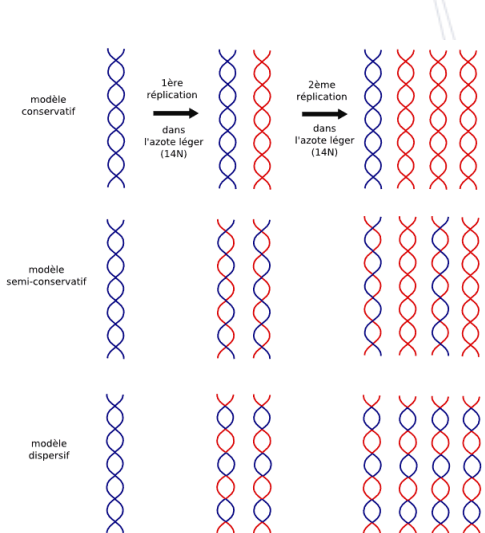 modèle
conservatif
1ère
réplication
dans
l'azote léger
(14N)
2ème
réplication
dans
l'azote léger
(14N)
modèle
semi-conservatif
modèle
dispersif